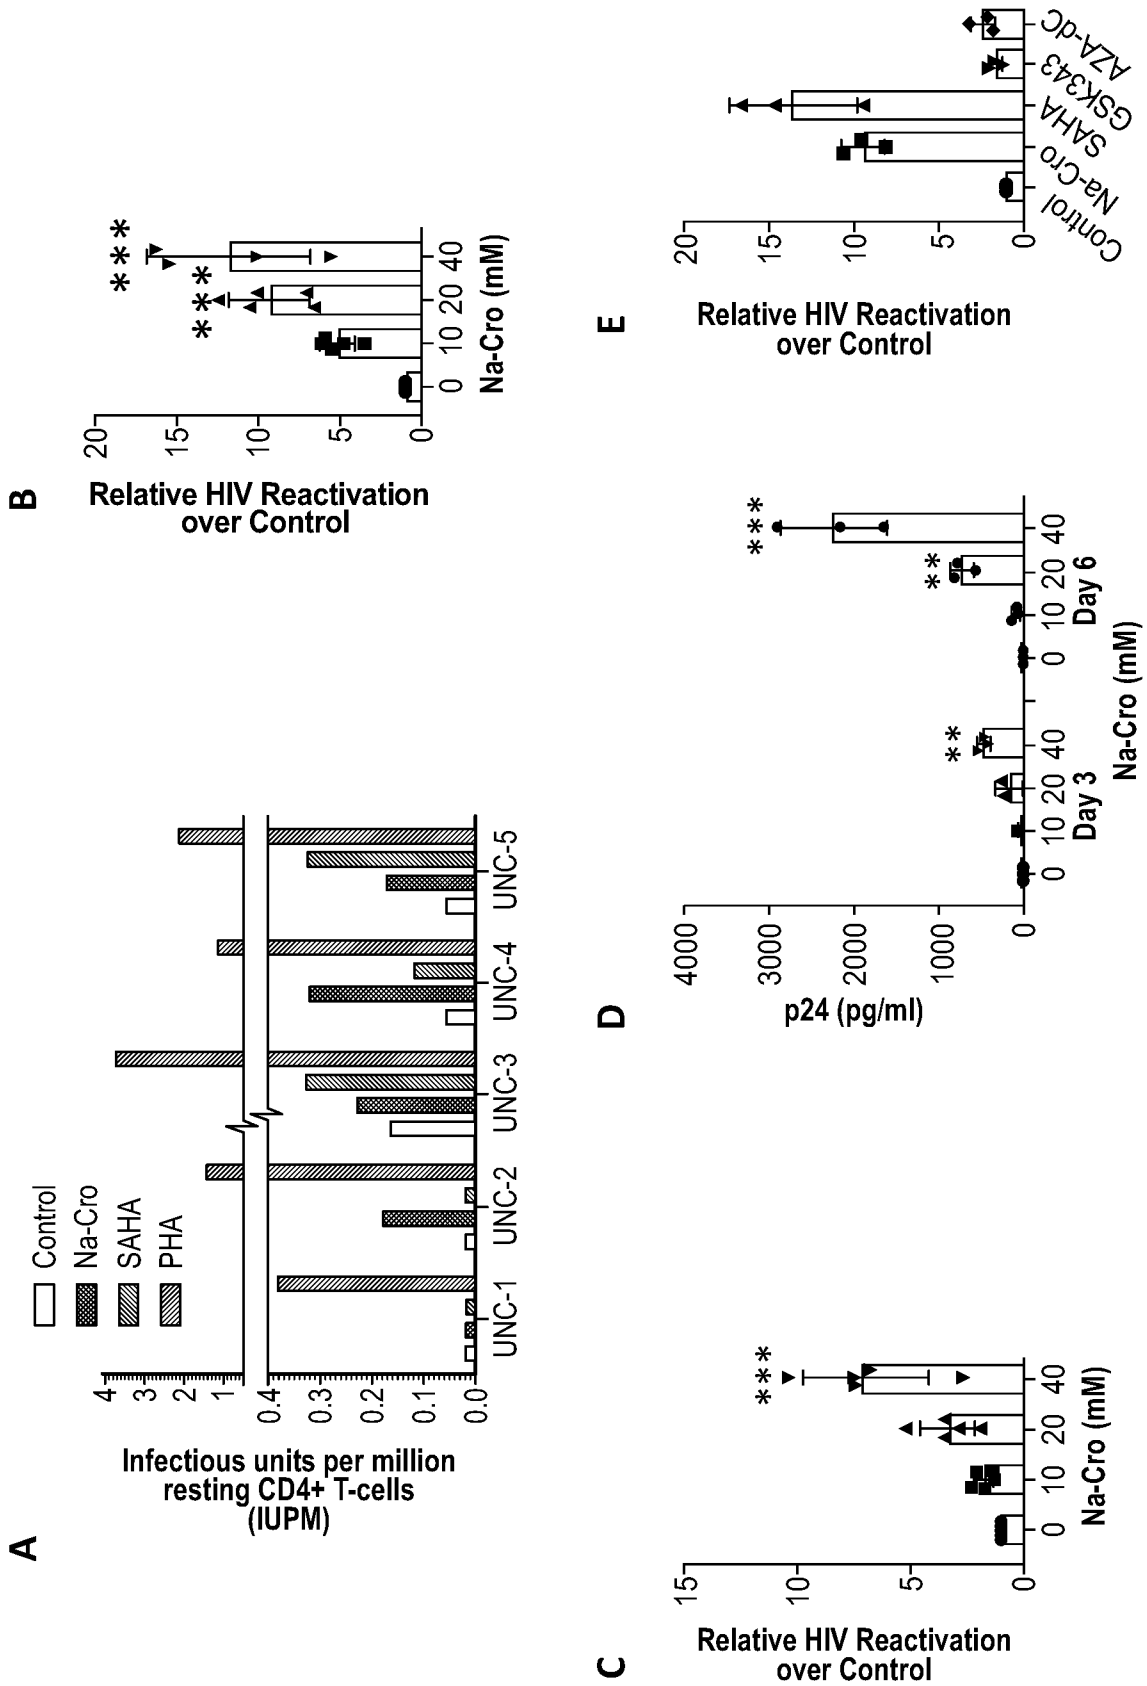 A
Infectious units per million
resting CD4+ T-cells
(IUPM)
4
3
2
1
0.4
0.3
0.2
0.1
0.0
Control
Na-Cro
SAHA
PHA
UNC-1
UNC-2
UNC-3
UNC-4
UNC-5
B
Relative HIV Reactivation
over Control
20
15
10
5
0
***
***
0 10 20 40
Na-Cro (mM)
C
Relative HIV Reactivation
over Control
15
10
5
0
***
0 10 20 40
Na-Cro (mM)
D
p24 (pg/ml)
4000
3000
2000
1000
0
**
**
***
0 10 20 40 0 10 20 40
Day 3 Day 6
Na-Cro (mM)
E
Relative HIV Reactivation
over Control
20
15
10
5
0
Control
Na-Cro
SAHA
GSK343
AZA-dC